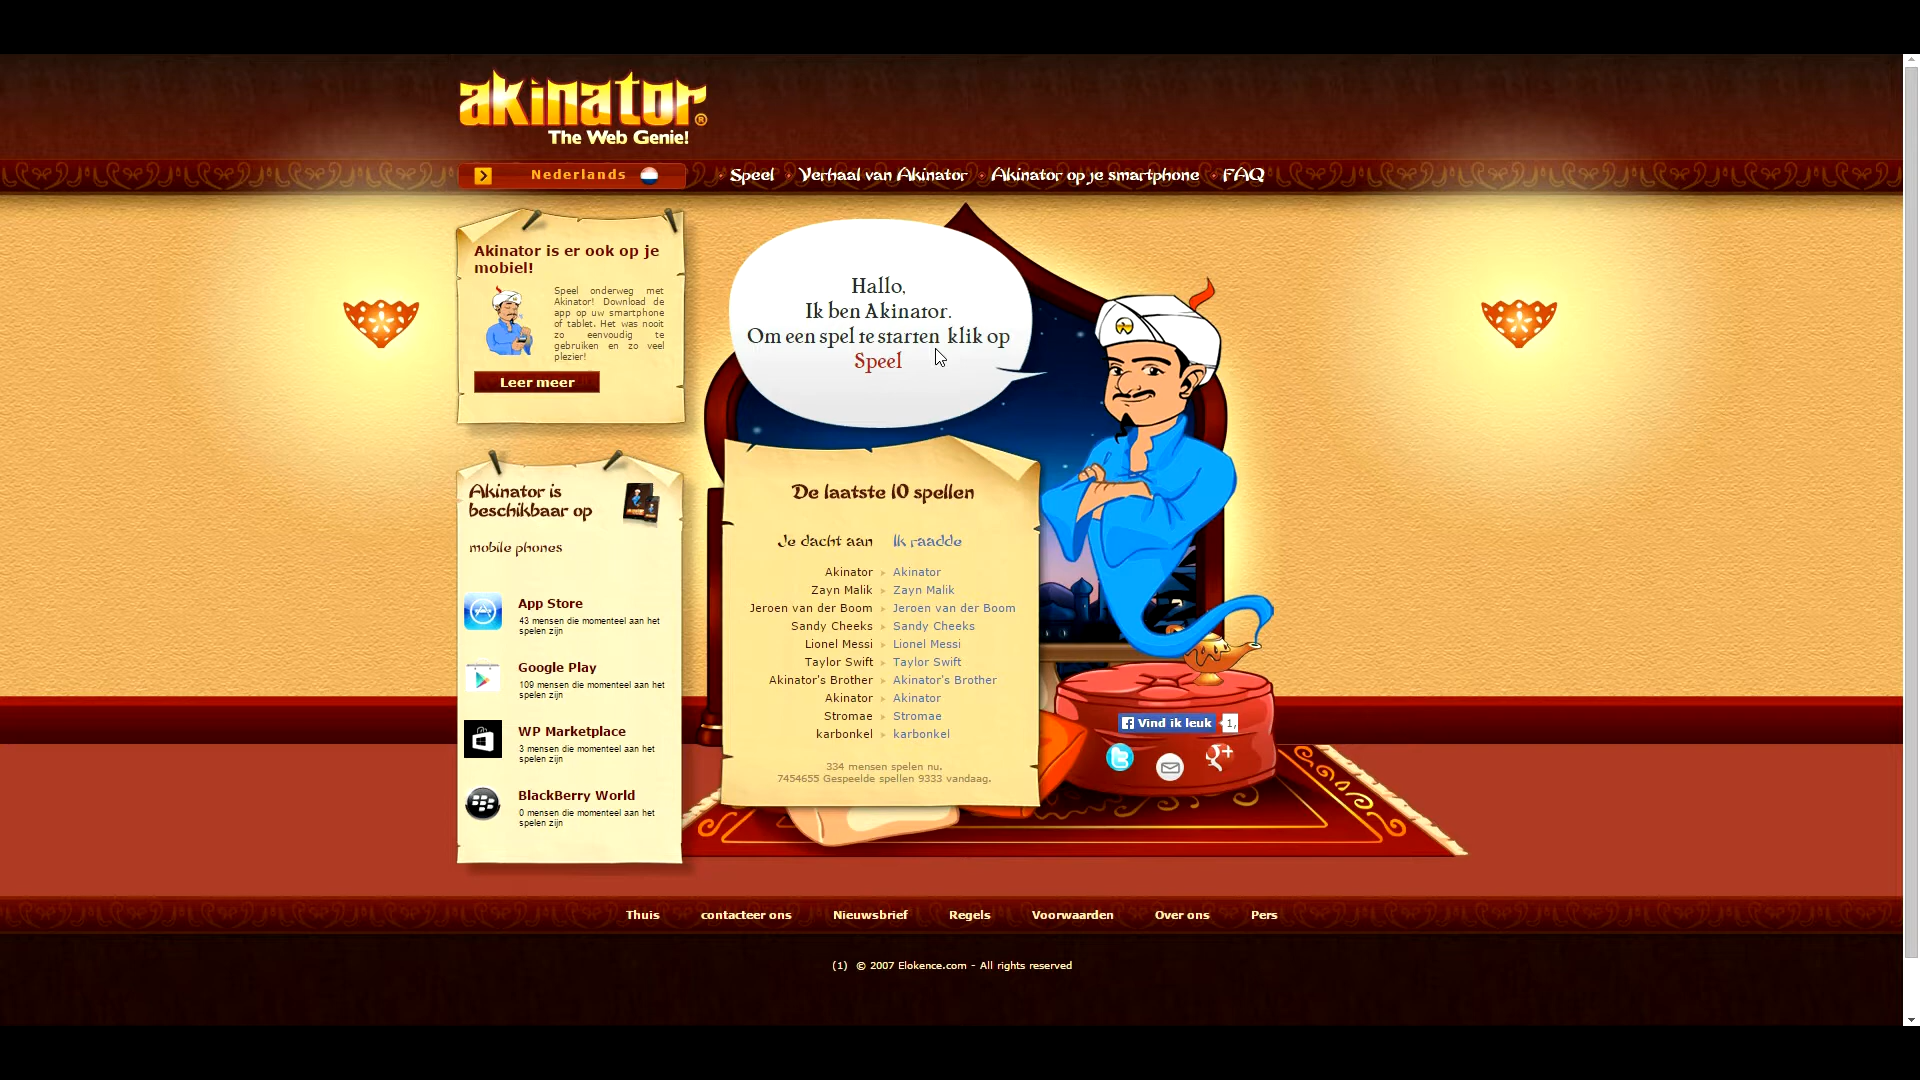 akinator®
The Web Genie!
Nederlands
Speel
Verhaal van Akinator
Akinator op je smartphone
FAQ
Akinator is er ook op je
mobiel!
Speel onderweg met
Akinator! Download de
app op uw smartphone
of tablet. Het was nooit
zo eenvoudig te
gebruiken en zo veel
plezier!
Leer meer
Hallo,
Ik ben Akinator.
Om een spel te starten klik op
Speel
Akinator is
beschikbaar op
mobile phones
App Store
43 mensen die momenteel aan het
spelen zijn
Google Play
109 mensen die momenteel aan het
spelen zijn
WP Marketplace
3 mensen die momenteel aan het
spelen zijn
BlackBerry World
0 mensen die momenteel aan het
spelen zijn
De laatste 10 spellen
Je dacht aan Ik raadde
Akinator Akinator
Zayn Malik Zayn Malik
Jeroen van der Boom Jeroen van der Boom
Sandy Cheeks Sandy Cheeks
Lionel Messi Lionel Messi
Taylor Swift Taylor Swift
Akinator's Brother Akinator's Brother
Akinator Akinator
Stromae Stromae
karbonkel karbonkel
334 mensen spelen nu.
7454655 Gespeelde spellen 9333 vandaag.
Vind ik leuk 1,
Thuis contacteer ons Nieuwsbrief Regels Voorwaarden Over ons Pers
(1) © 2007 Elokence.com - All rights reserved